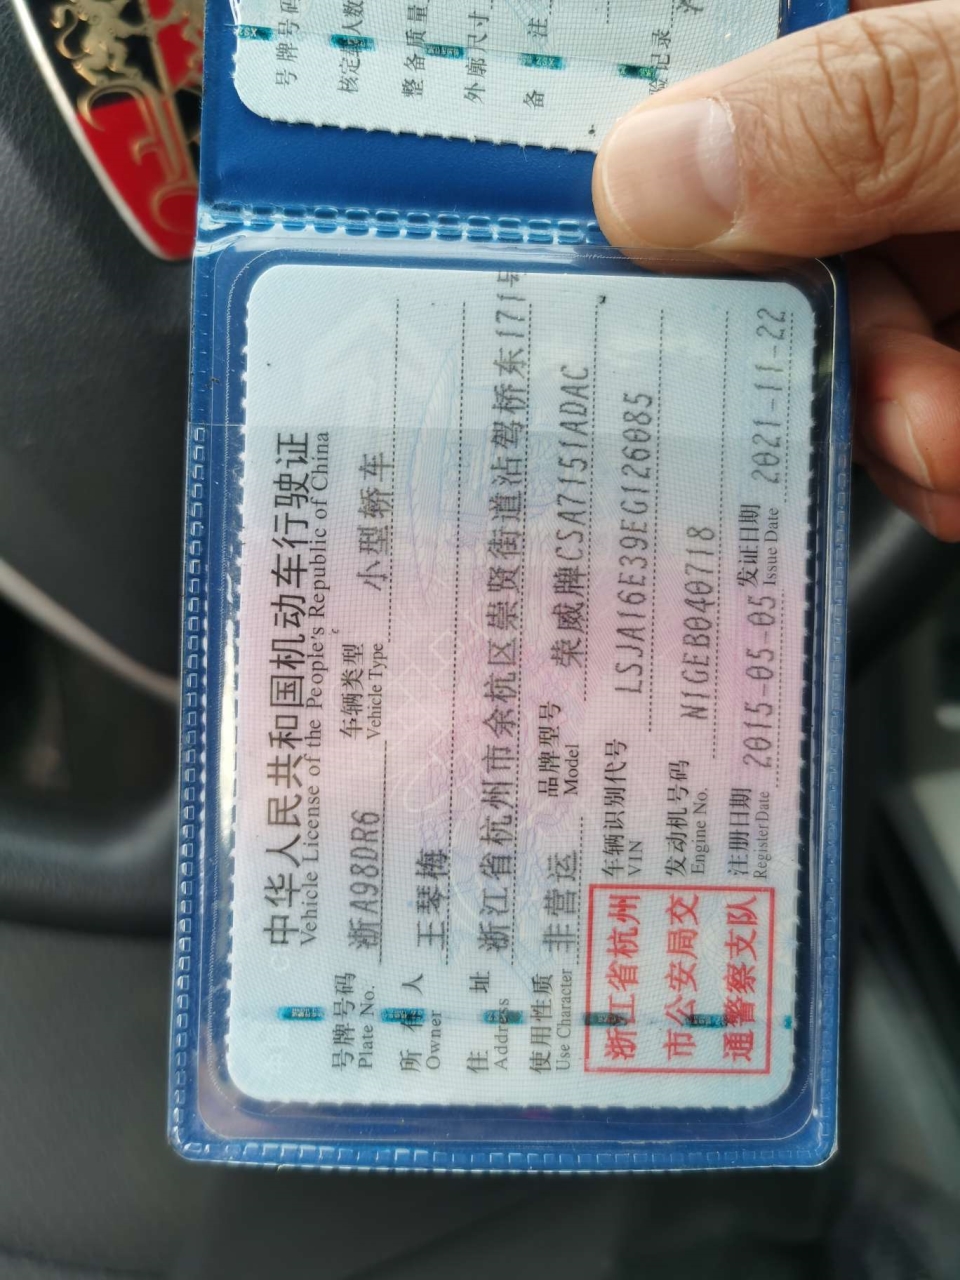 号牌号码
核定载人数
整备质量
外廓尺寸
备 注
检验记录
中华人民共和国机动车行驶证
Vehicle License of the People's Republic of China
号牌号码 浙A98DR6 车辆类型 小型轿车
Plate No. Vehicle Type
所有人 王琴梅
Owner
住 址 浙江省杭州市余杭区崇贤街道沾驾桥东171号
Address
使用性质 非营运 品牌型号 荣威牌CSA7151ADAC
Use Character Model
浙江省杭州
市公安局交
通警察支队
车辆识别代号 LSJA16E39EG126085
VIN
发动机号码 N1GEB040718
Engine No.
注册日期 2015-05-05 发证日期 2021-11-22
Register Date Issue Date